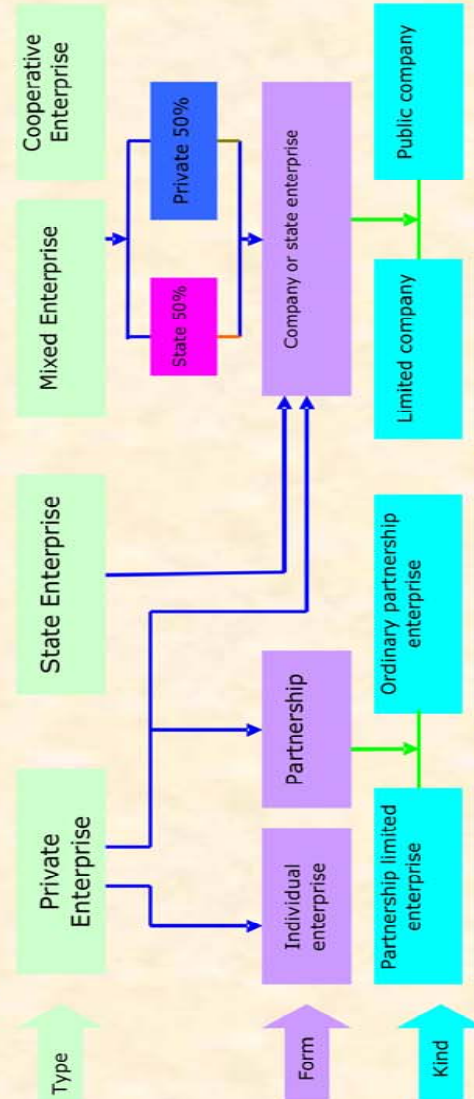 Type
Private
Enterprise
State Enterprise
Mixed Enterprise
Cooperative
Enterprise
State 50%
Private 50%
Form
Individual
enterprise
Partnership
Company or state enterprise
Kind
Partnership limited
enterprise
Ordinary partnership
enterprise
Limited company
Public company